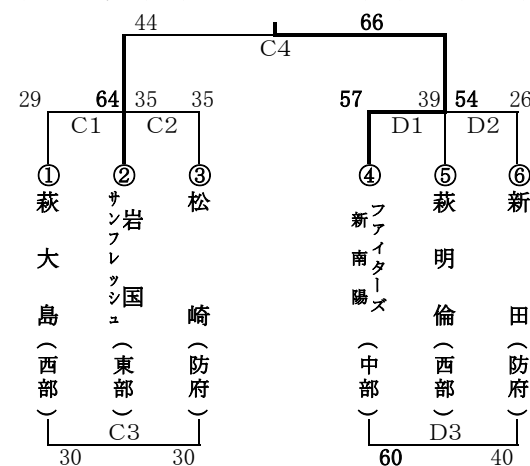 44 66
C4
29 64 35 35 57 39 54 26
C1 C2 D1 D2
① ② ③ ④ ⑤ ⑥
萩大島(西部)
岩国サンフレッシュ(東部)
松崎(防府)
新南陽ファイターズ(中部)
萩明倫(西部)
新田(防府)
C3 D3
30 30 60 40